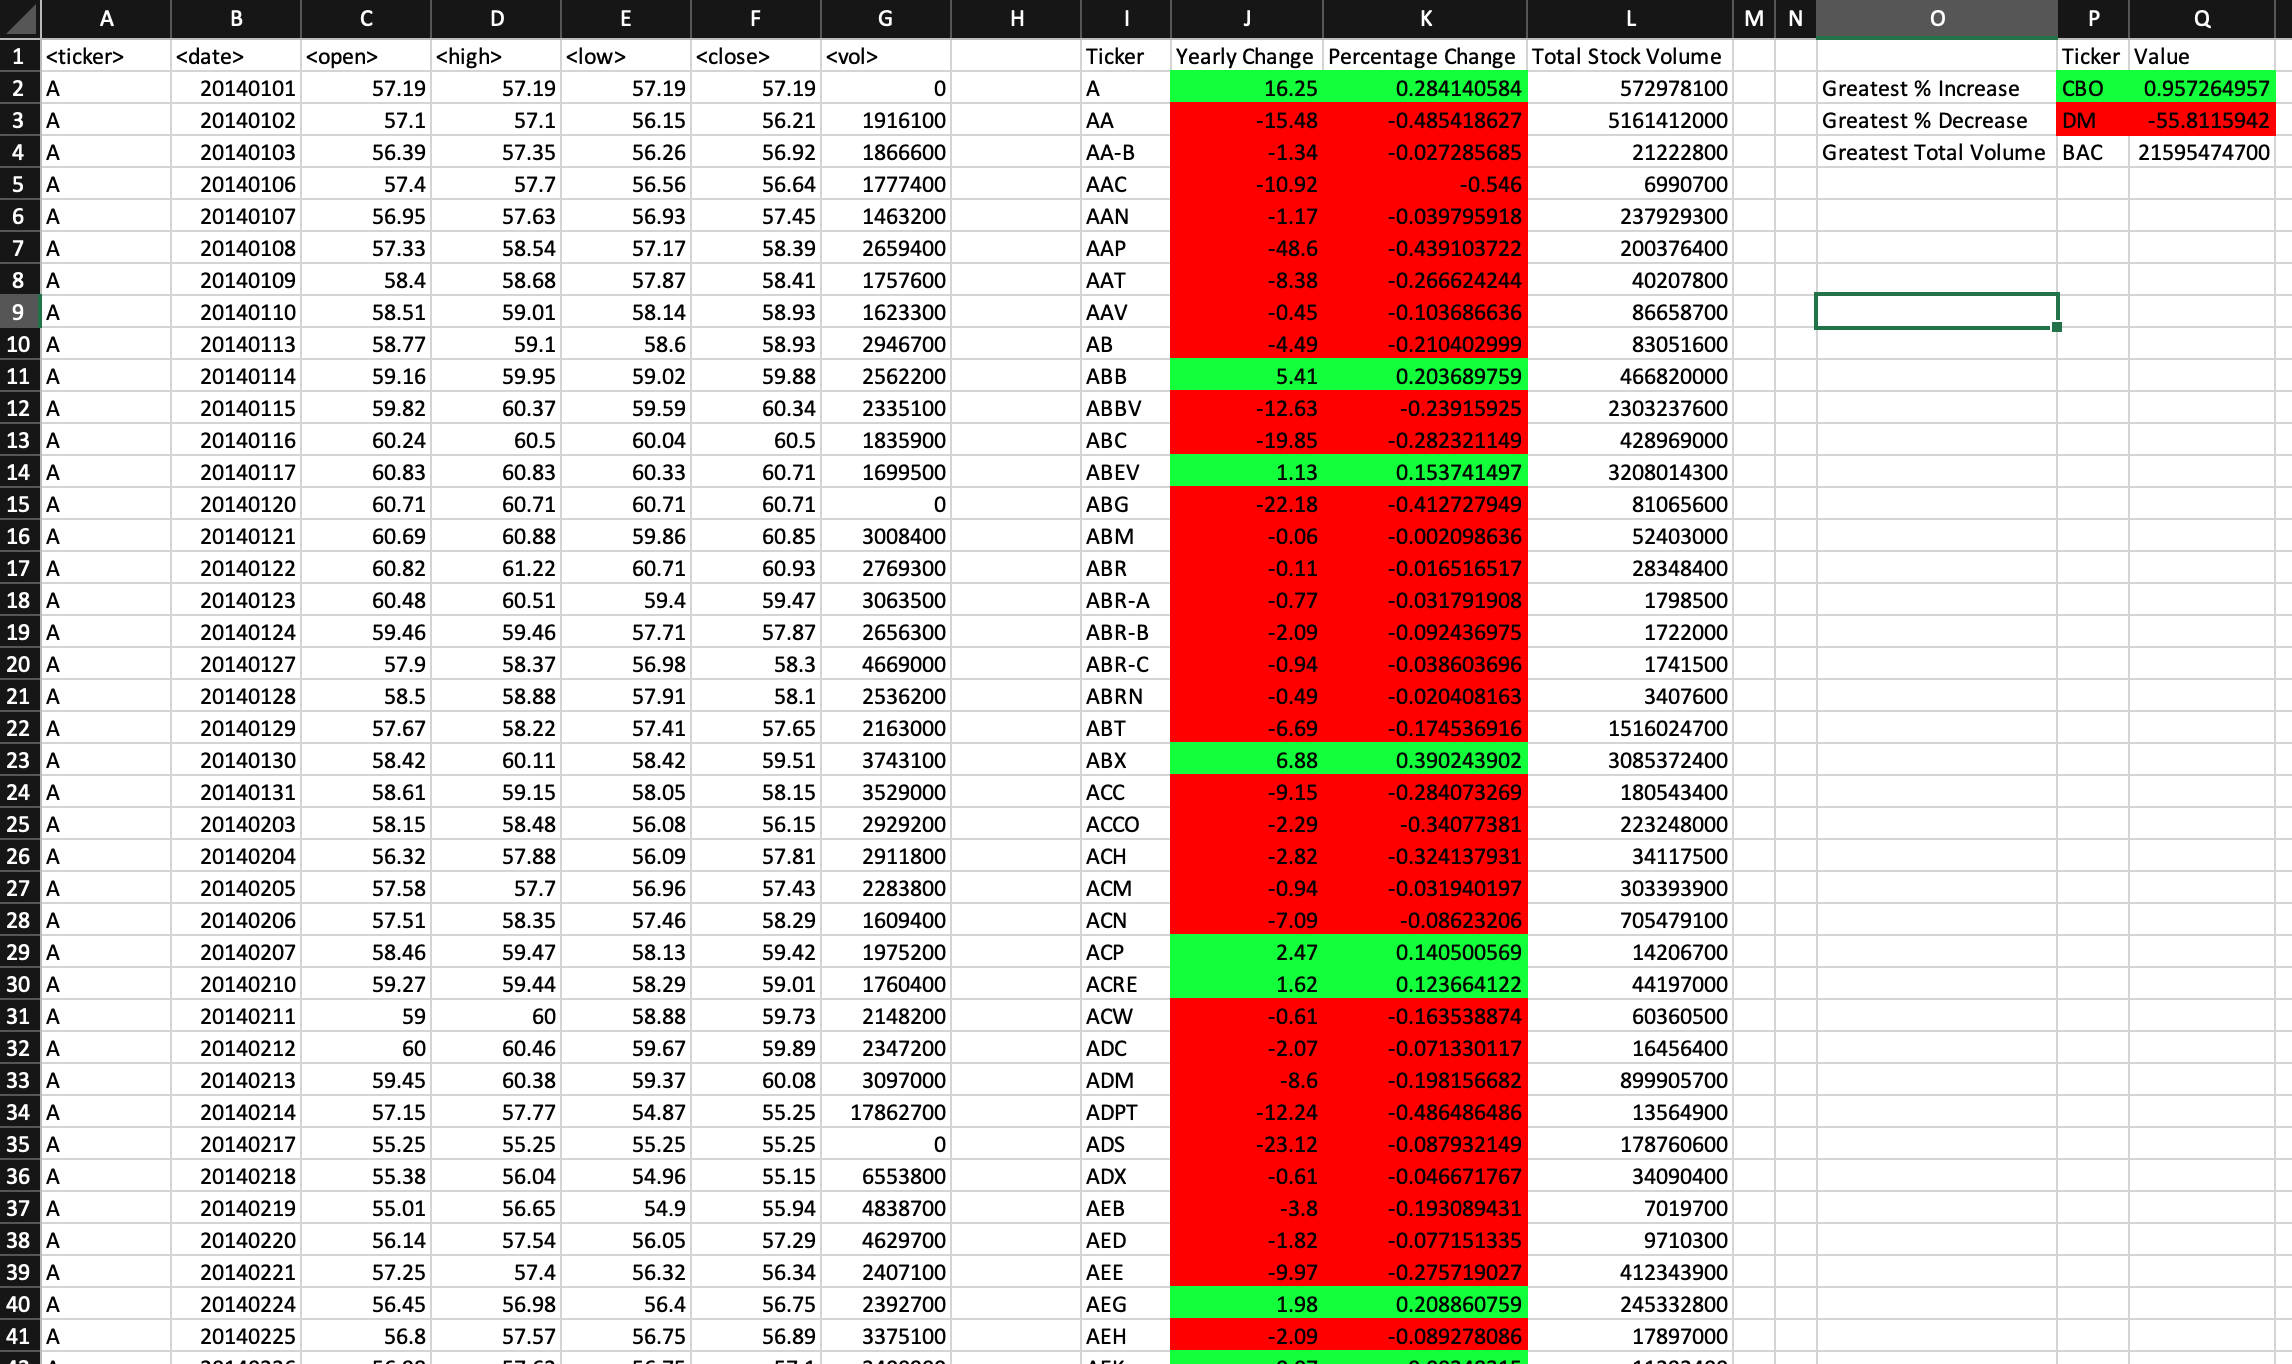 A B C D E F G H I J K L M N O P Q
1 <ticker> <date> <open> <high> <low> <close> <vol> Ticker Yearly Change Percentage Change Total Stock Volume Ticker Value
2 A 20140101 57.19 57.19 57.19 57.19 0 A 16.25 0.284140584 572978100 Greatest % Increase CBO 0.957264957
3 A 20140102 57.1 57.1 56.15 56.21 1916100 AA -15.48 -0.485418627 5161412000 Greatest % Decrease DM -55.8115942
4 A 20140103 56.39 57.35 56.26 56.92 1866600 AA-B -1.34 -0.027285685 21222800 Greatest Total Volume BAC 21595474700
5 A 20140106 57.4 57.7 56.56 56.64 1777400 AAC -10.92 -0.546 6990700
6 A 20140107 56.95 57.63 56.93 57.45 1463200 AAN -1.17 -0.039795918 237929300
7 A 20140108 57.33 58.54 57.17 58.39 2659400 AAP -48.6 -0.439103722 200376400
8 A 20140109 58.4 58.68 57.87 58.41 1757600 AAT -8.38 -0.266624244 40207800
9 A 20140110 58.51 59.01 58.14 58.93 1623300 AAV -0.45 -0.103686636 86658700
10 A 20140113 58.77 59.1 58.6 58.93 2946700 AB -4.49 -0.210402999 83051600
11 A 20140114 59.16 59.95 59.02 59.88 2562200 ABB 5.41 0.203689759 466820000
12 A 20140115 59.82 60.37 59.59 60.34 2335100 ABBV -12.63 -0.23915925 2303237600
13 A 20140116 60.24 60.5 60.04 60.5 1835900 ABC -19.85 -0.282321149 428969000
14 A 20140117 60.83 60.83 60.33 60.71 1699500 ABEV 1.13 0.153741497 3208014300
15 A 20140120 60.71 60.71 60.71 60.71 0 ABG -22.18 -0.412727949 81065600
16 A 20140121 60.69 60.88 59.86 60.85 3008400 ABM -0.06 -0.002098636 52403000
17 A 20140122 60.82 61.22 60.71 60.93 2769300 ABR -0.11 -0.016516517 28348400
18 A 20140123 60.48 60.51 59.4 59.47 3063500 ABR-A -0.77 -0.031791908 1798500
19 A 20140124 59.46 59.46 57.71 57.87 2656300 ABR-B -2.09 -0.092436975 1722000
20 A 20140127 57.9 58.37 56.98 58.3 4669000 ABR-C -0.94 -0.038603696 1741500
21 A 20140128 58.5 58.88 57.91 58.1 2536200 ABRN -0.49 -0.020408163 3407600
22 A 20140129 57.67 58.22 57.41 57.65 2163000 ABT -6.69 -0.174536916 1516024700
23 A 20140130 58.42 60.11 58.42 59.51 3743100 ABX 6.88 0.390243902 3085372400
24 A 20140131 58.61 59.15 58.05 58.15 3529000 ACC -9.15 -0.284073269 180543400
25 A 20140203 58.15 58.48 56.08 56.15 2929200 ACCO -2.29 -0.34077381 223248000
26 A 20140204 56.32 57.88 56.09 57.81 2911800 ACH -2.82 -0.324137931 34117500
27 A 20140205 57.58 57.7 56.96 57.43 2283800 ACM -0.94 -0.031940197 303393900
28 A 20140206 57.51 58.35 57.46 58.29 1609400 ACN -7.09 -0.08623206 705479100
29 A 20140207 58.46 59.47 58.13 59.42 1975200 ACP 2.47 0.140500569 14206700
30 A 20140210 59.27 59.44 58.29 59.01 1760400 ACRE 1.62 0.123664122 44197000
31 A 20140211 59 60 58.88 59.73 2148200 ACW -0.61 -0.163538874 60360500
32 A 20140212 60 60.46 59.67 59.89 2347200 ADC -2.07 -0.071330117 16456400
33 A 20140213 59.45 60.38 59.37 60.08 3097000 ADM -8.6 -0.198156682 899905700
34 A 20140214 57.15 57.77 54.87 55.25 17862700 ADPT -12.24 -0.486486486 13564900
35 A 20140217 55.25 55.25 55.25 55.25 0 ADS -23.12 -0.087932149 178760600
36 A 20140218 55.38 56.04 54.96 55.15 6553800 ADX -0.61 -0.046671767 34090400
37 A 20140219 55.01 56.65 54.9 55.94 4838700 AEB -3.8 -0.193089431 7019700
38 A 20140220 56.14 57.54 56.05 57.29 4629700 AED -1.82 -0.077151335 9710300
39 A 20140221 57.25 57.4 56.32 56.34 2407100 AEE -9.97 -0.275719027 412343900
40 A 20140224 56.45 56.98 56.4 56.75 2392700 AEG 1.98 0.208860759 245332800
41 A 20140225 56.8 57.57 56.75 56.89 3375100 AEH -2.09 -0.089278086 17897000